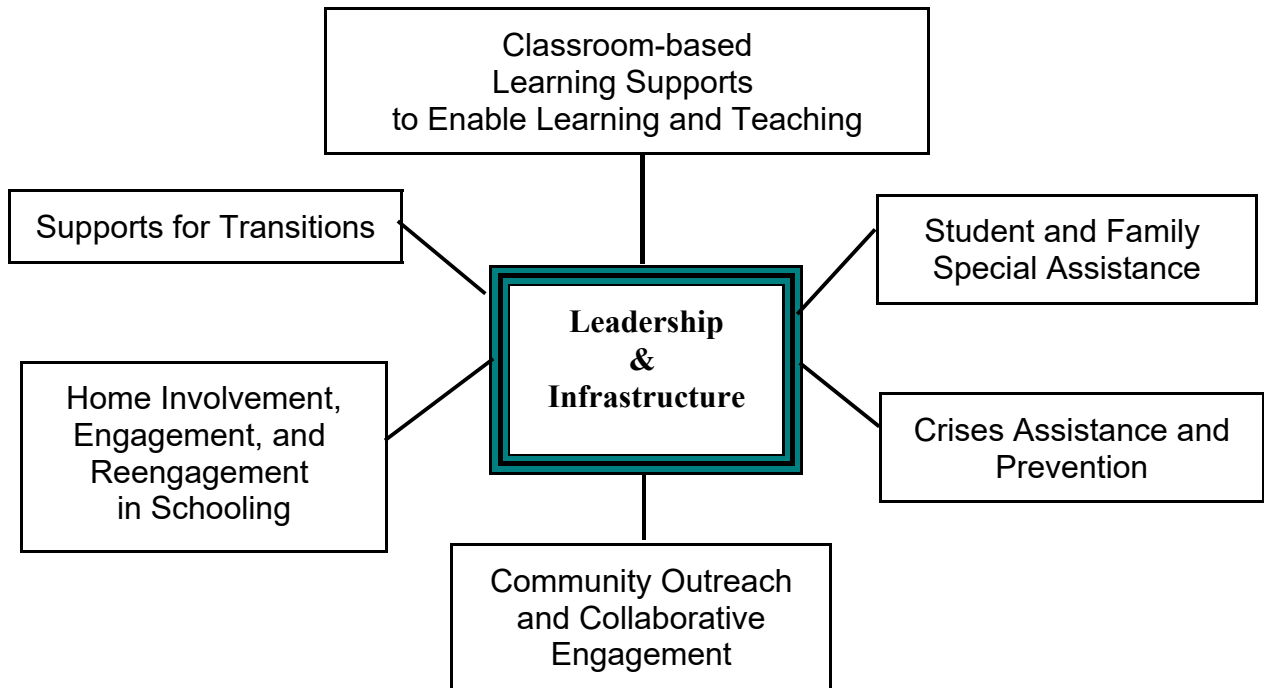 Classroom-based
Learning Supports
to Enable Learning and Teaching
Supports for Transitions
Student and Family
Special Assistance
Leadership
&
Infrastructure
Home Involvement,
Engagement, and
Reengagement
in Schooling
Crises Assistance and
Prevention
Community Outreach
and Collaborative
Engagement